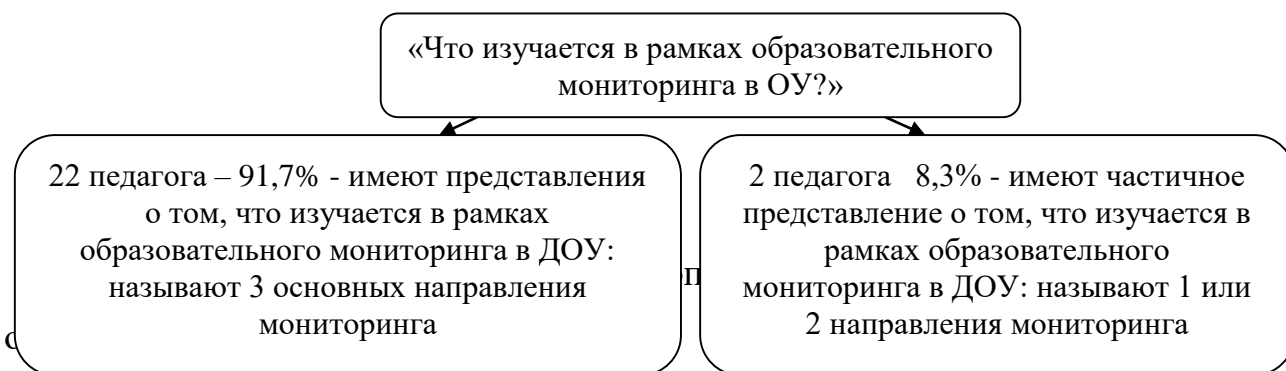 «Что изучается в рамках образовательного
мониторинга в ОУ?»
22 педагога – 91,7% - имеют представления
о том, что изучается в рамках
образовательного мониторинга в ДОУ:
называют 3 основных направления
мониторинга
2 педагога 8,3% - имеют частичное
представление о том, что изучается в
рамках образовательного
мониторинга в ДОУ: называют 1 или
2 направления мониторинга